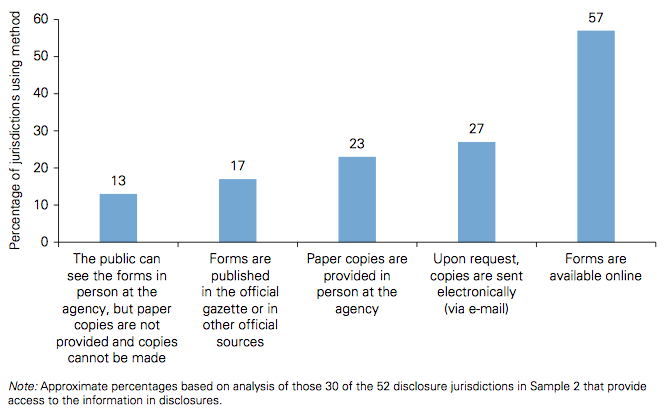 Percentage of jurisdictions using method
60
50
40
30
20
10
0
13
17
23
27
57
The public can
see the forms in
person at the
agency, but paper
copies are not
provided and copies
cannot be made
Forms are
published
in the official
gazette or in
other official
sources
Paper copies are
provided in
person at the
agency
Upon request,
copies are sent
electronically
(via e-mail)
Forms are
available online
Note: Approximate percentages based on analysis of those 30 of the 52 disclosure jurisdictions in Sample 2 that provide
access to the information in disclosures.